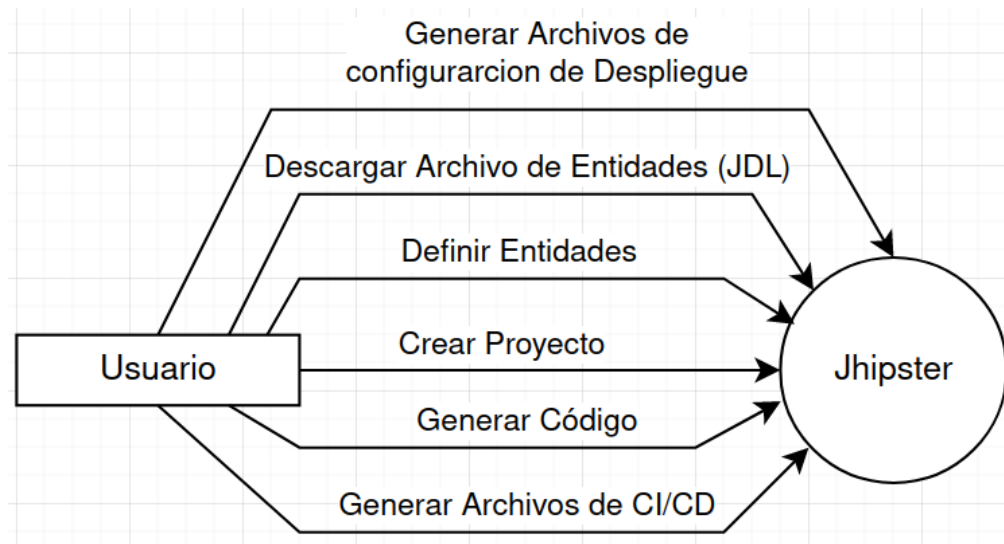 Generar Archivos de
configurarcion de Despliegue
Descargar Archivo de Entidades (JDL)
Definir Entidades
Crear Proyecto
Usuario
Jhipster
Generar Código
Generar Archivos de CI/CD